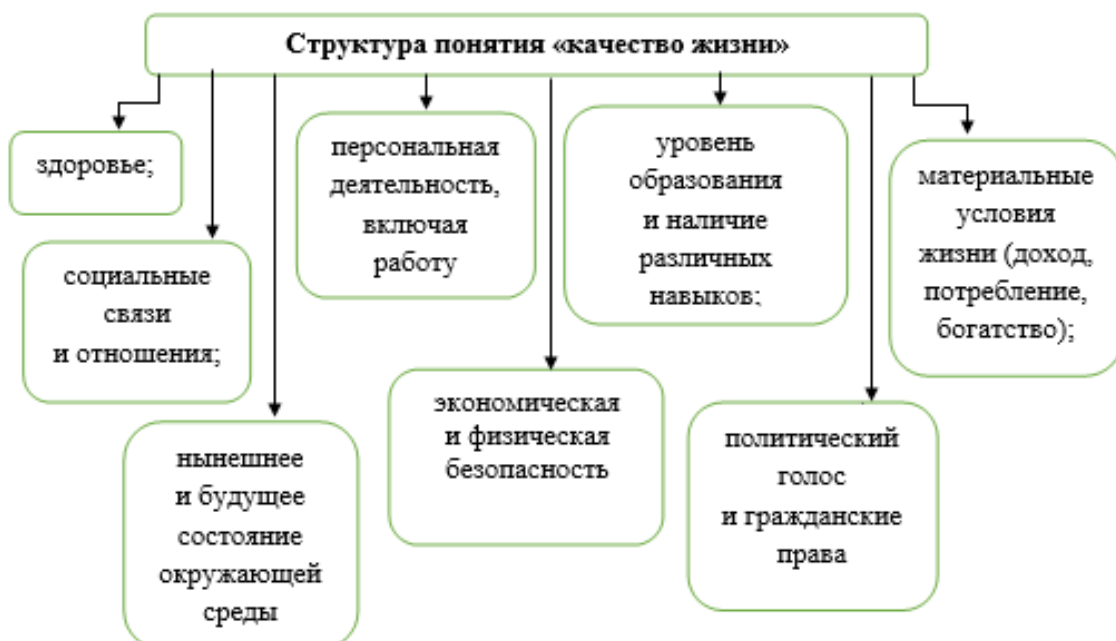 Структура понятия «качество жизни»
здоровье;
социальные
связи
и отношения;
нынешнее
и будущее
состояние
окружающей
среды
персональная
деятельность,
включая
работу
экономическая
и физическая
безопасность
уровень
образования
и наличие
различных
навыков;
политический
голос
и гражданские
права
материальные
условия
жизни (доход,
потребление,
богатство);